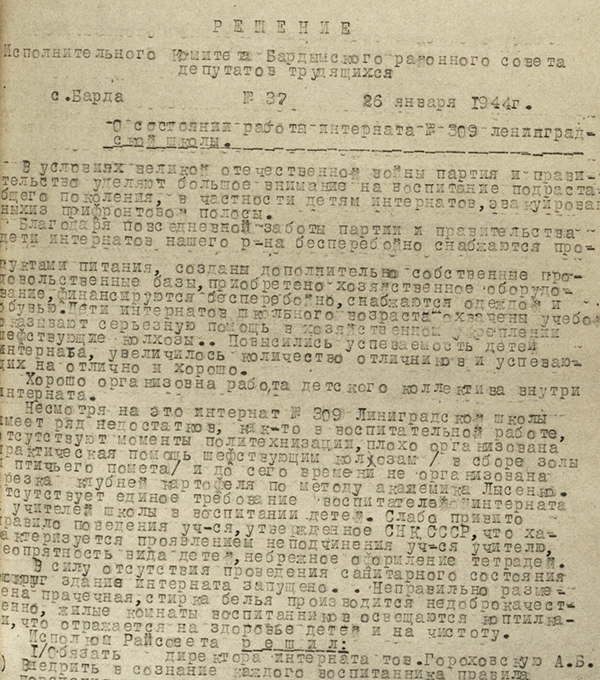 РЕШЕНИЕ
Исполнительного Комитета Бардымского районного совета
депутатов трудящихся
с.Барда № 37 26 января 1944г.
О состоянии работа интерната № 309 ленинград-
ской школы.
В условиях великой отечественной войны партия и прави-
тельство уделяют большое внимание на воспитание подраста-
бщего поколения, в частности детям интернатов, эвакуирован
ныхиз прифронтовой полосы.
Благодаря повседневной заботы партии и правительства
дети интернатов нашего р-на бесперебойно снабжаются про-
дуктами питания, созданы дополнительно собственные про-
довольственные базы, приобретено хозяйственное оборудо-
вание, финансируются бесперебойно, снабжаются одеждой и
обувью. Дети интернатов школьного возраста охвачены учебой
оказывают серьезную помощь в хозяйственном укреплении
шефствующие колхозы.. Повысились успеваемость детей
интерната, увеличилось количество отличников и успеваю-
щих на отлично и хорошо.
Хорошо организовна работа детского коллектива внутри
интерната.
Несмотря на это интернат № 309 Линиградской школы
имеет ряд недостатков, как-то в воспитательной работе,
отсутствуют моменты политехнизации, плохо организована
практическая помощь шефствующим колхозам / в сборе золы
и птичьего помета/ и до сего времени не организована
срезка клубней картофеля по методу академика Лысенко.
Отсутствует единое требование воспитателей интерната
и учителей школы в воспитании детей. Слабо привито
правило поведения уч-ся, утвержденное СНК СССР, что ха-
рактеризуется проявлением неподчинения уч-ся учителю,
неопрятность вида детей, небрежное оформление тетрадей.
В силу отсутствия проведения санитарного состояния
вокруг здание интерната запущено.. Неправильно разме-
щена прачечная, стирка белья производится недоброкачест-
венно, жилые комнаты воспитанников освещаются коптилка-
ми, что отражается на здоровье детей и на чистоту.
Исполком Райсовета решил:
1/Обязать директора интерната тов.Гороховскую А.Б.
) Внедрить в сознание каждого воспитанника правила